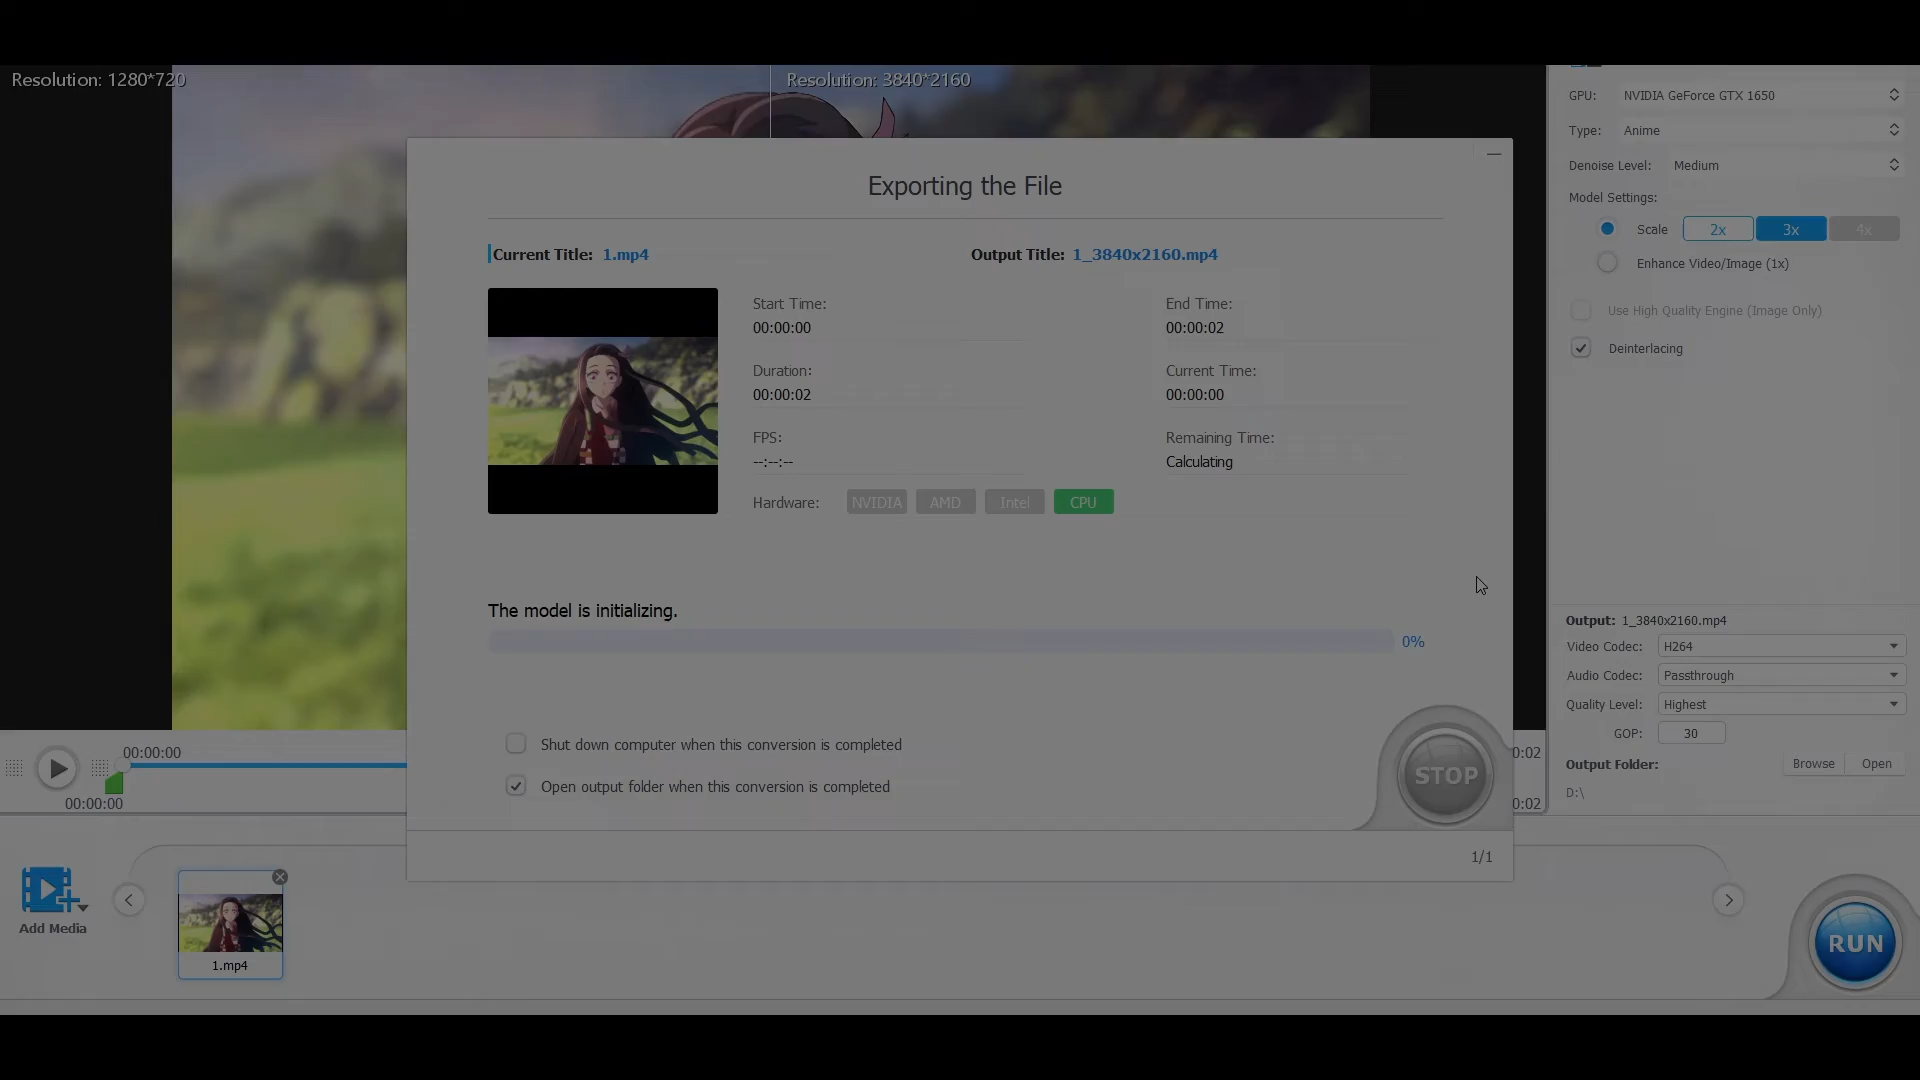 Resolution: 1280*720
Resolution: 3840*2160
GPU: NVIDIA GeForce GTX 1650
Type: Anime
Denoise Level: Medium
Model Settings:
Scale 2x 3x 4x
Enhance Video/Image (1x)
Use High Quality Engine (Image Only)
Deinterlacing
Exporting the File
Current Title: 1.mp4
Output Title: 1_3840x2160.mp4
Start Time:
00:00:00
End Time:
00:00:02
Duration:
00:00:02
Current Time:
00:00:00
FPS:
--:--:--
Remaining Time:
Calculating
Hardware: NVIDIA AMD Intel CPU
The model is initializing.
0%
Shut down computer when this conversion is completed
Open output folder when this conversion is completed
STOP
1/1
Output: 1_3840x2160.mp4
Video Codec: H264
Audio Codec: Passthrough
Quality Level: Highest
GOP: 30
Output Folder: Browse Open
D:\
00:00:00
00:00:00
0:02
0:02
Add Media
1.mp4
RUN